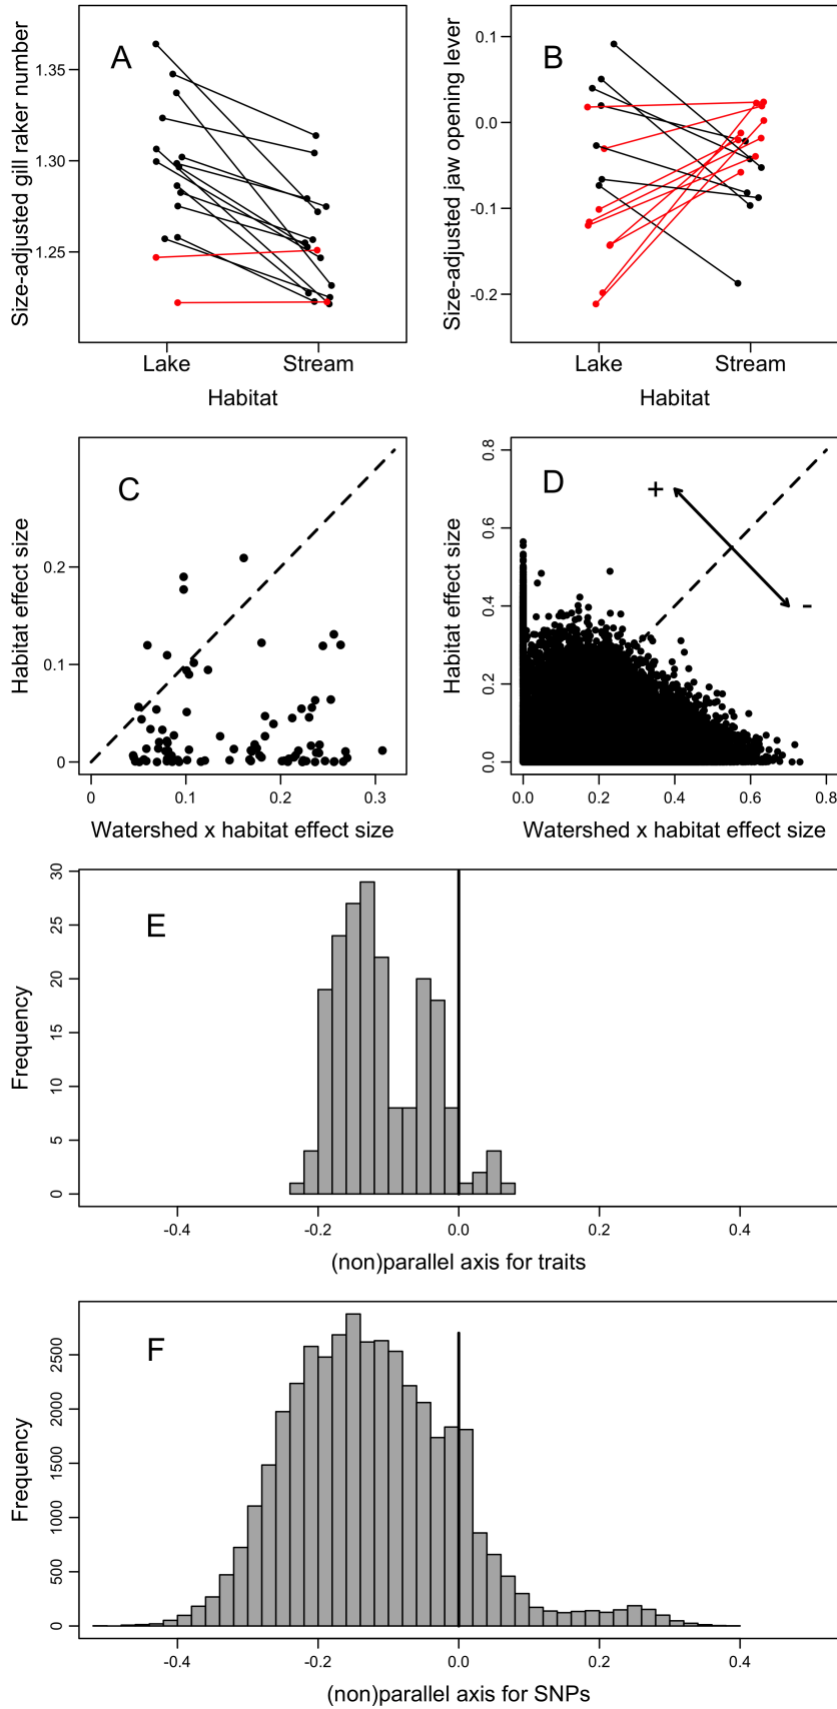 A
Size-adjusted gill raker number
1.35
1.30
1.25
Lake Stream
Habitat
B
Size-adjusted jaw opening lever
0.1
0.0
-0.1
-0.2
Lake Stream
Habitat
C
Habitat effect size
0.2
0.1
0
0 0.1 0.2 0.3
Watershed x habitat effect size
D
+
-
Habitat effect size
0.8
0.6
0.4
0.2
0.0
0.0 0.2 0.4 0.6 0.8
Watershed x habitat effect size
E
Frequency
30
25
20
15
10
5
0
-0.4 -0.2 0.0 0.2 0.4
(non)parallel axis for traits
F
Frequency
2500
2000
1500
1000
500
0
-0.4 -0.2 0.0 0.2 0.4
(non)parallel axis for SNPs